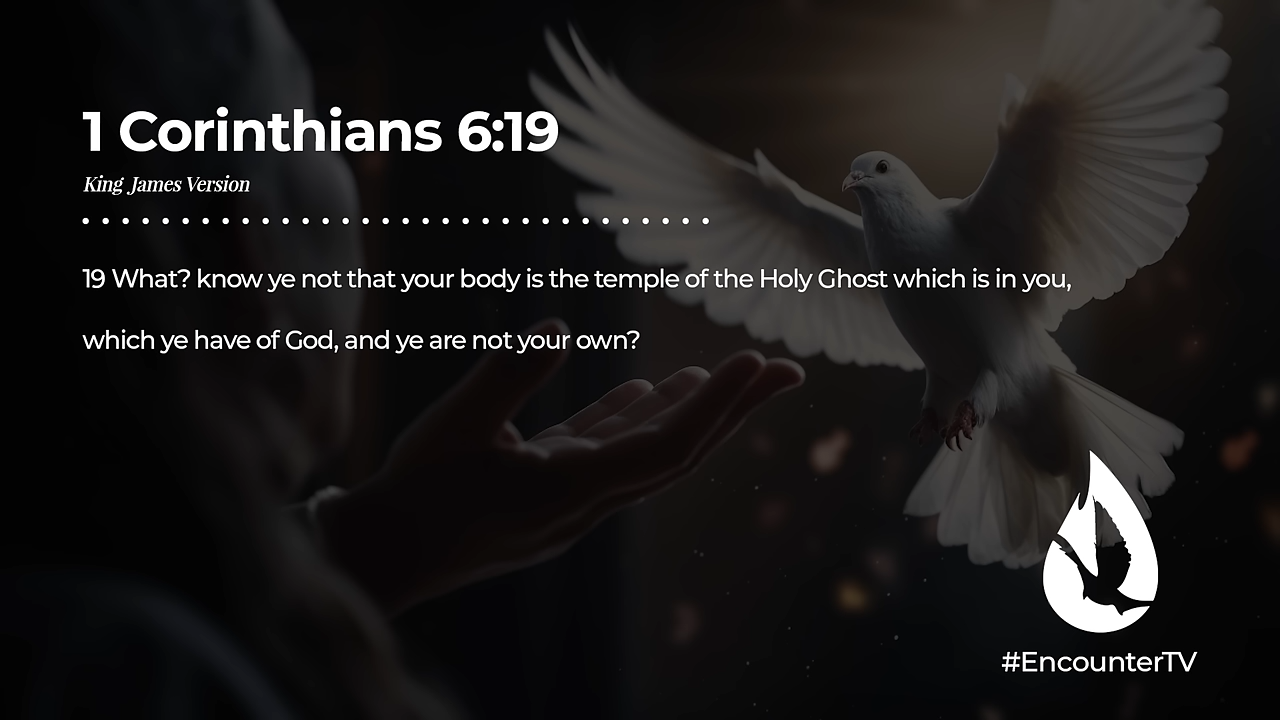 1 Corinthians 6:19
King James Version
19 What? know ye not that your body is the temple of the Holy Ghost which is in you,
which ye have of God, and ye are not your own?
#EncounterTV